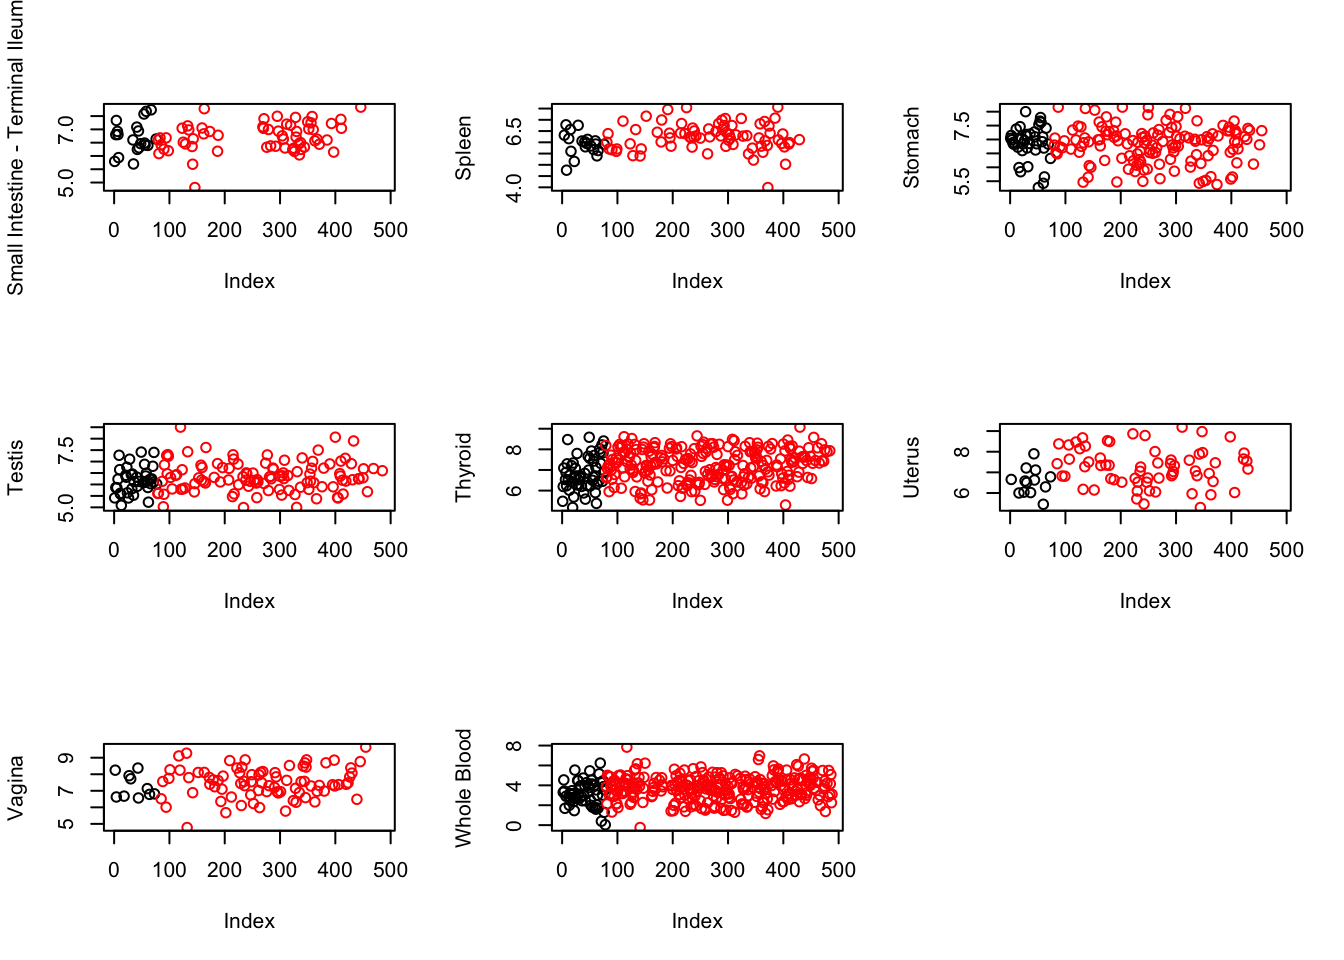 Small Intestine - Terminal Ileum
7.0
5.0
0 100 200 300 400 500
Index
Spleen
6.5
4.0
0 100 200 300 400 500
Index
Stomach
7.5
5.5
0 100 200 300 400 500
Index
Testis
7.5
5.0
0 100 200 300 400 500
Index
Thyroid
8
6
0 100 200 300 400 500
Index
Uterus
8
6
0 100 200 300 400 500
Index
Vagina
9
7
5
0 100 200 300 400 500
Index
Whole Blood
8
4
0
0 100 200 300 400 500
Index